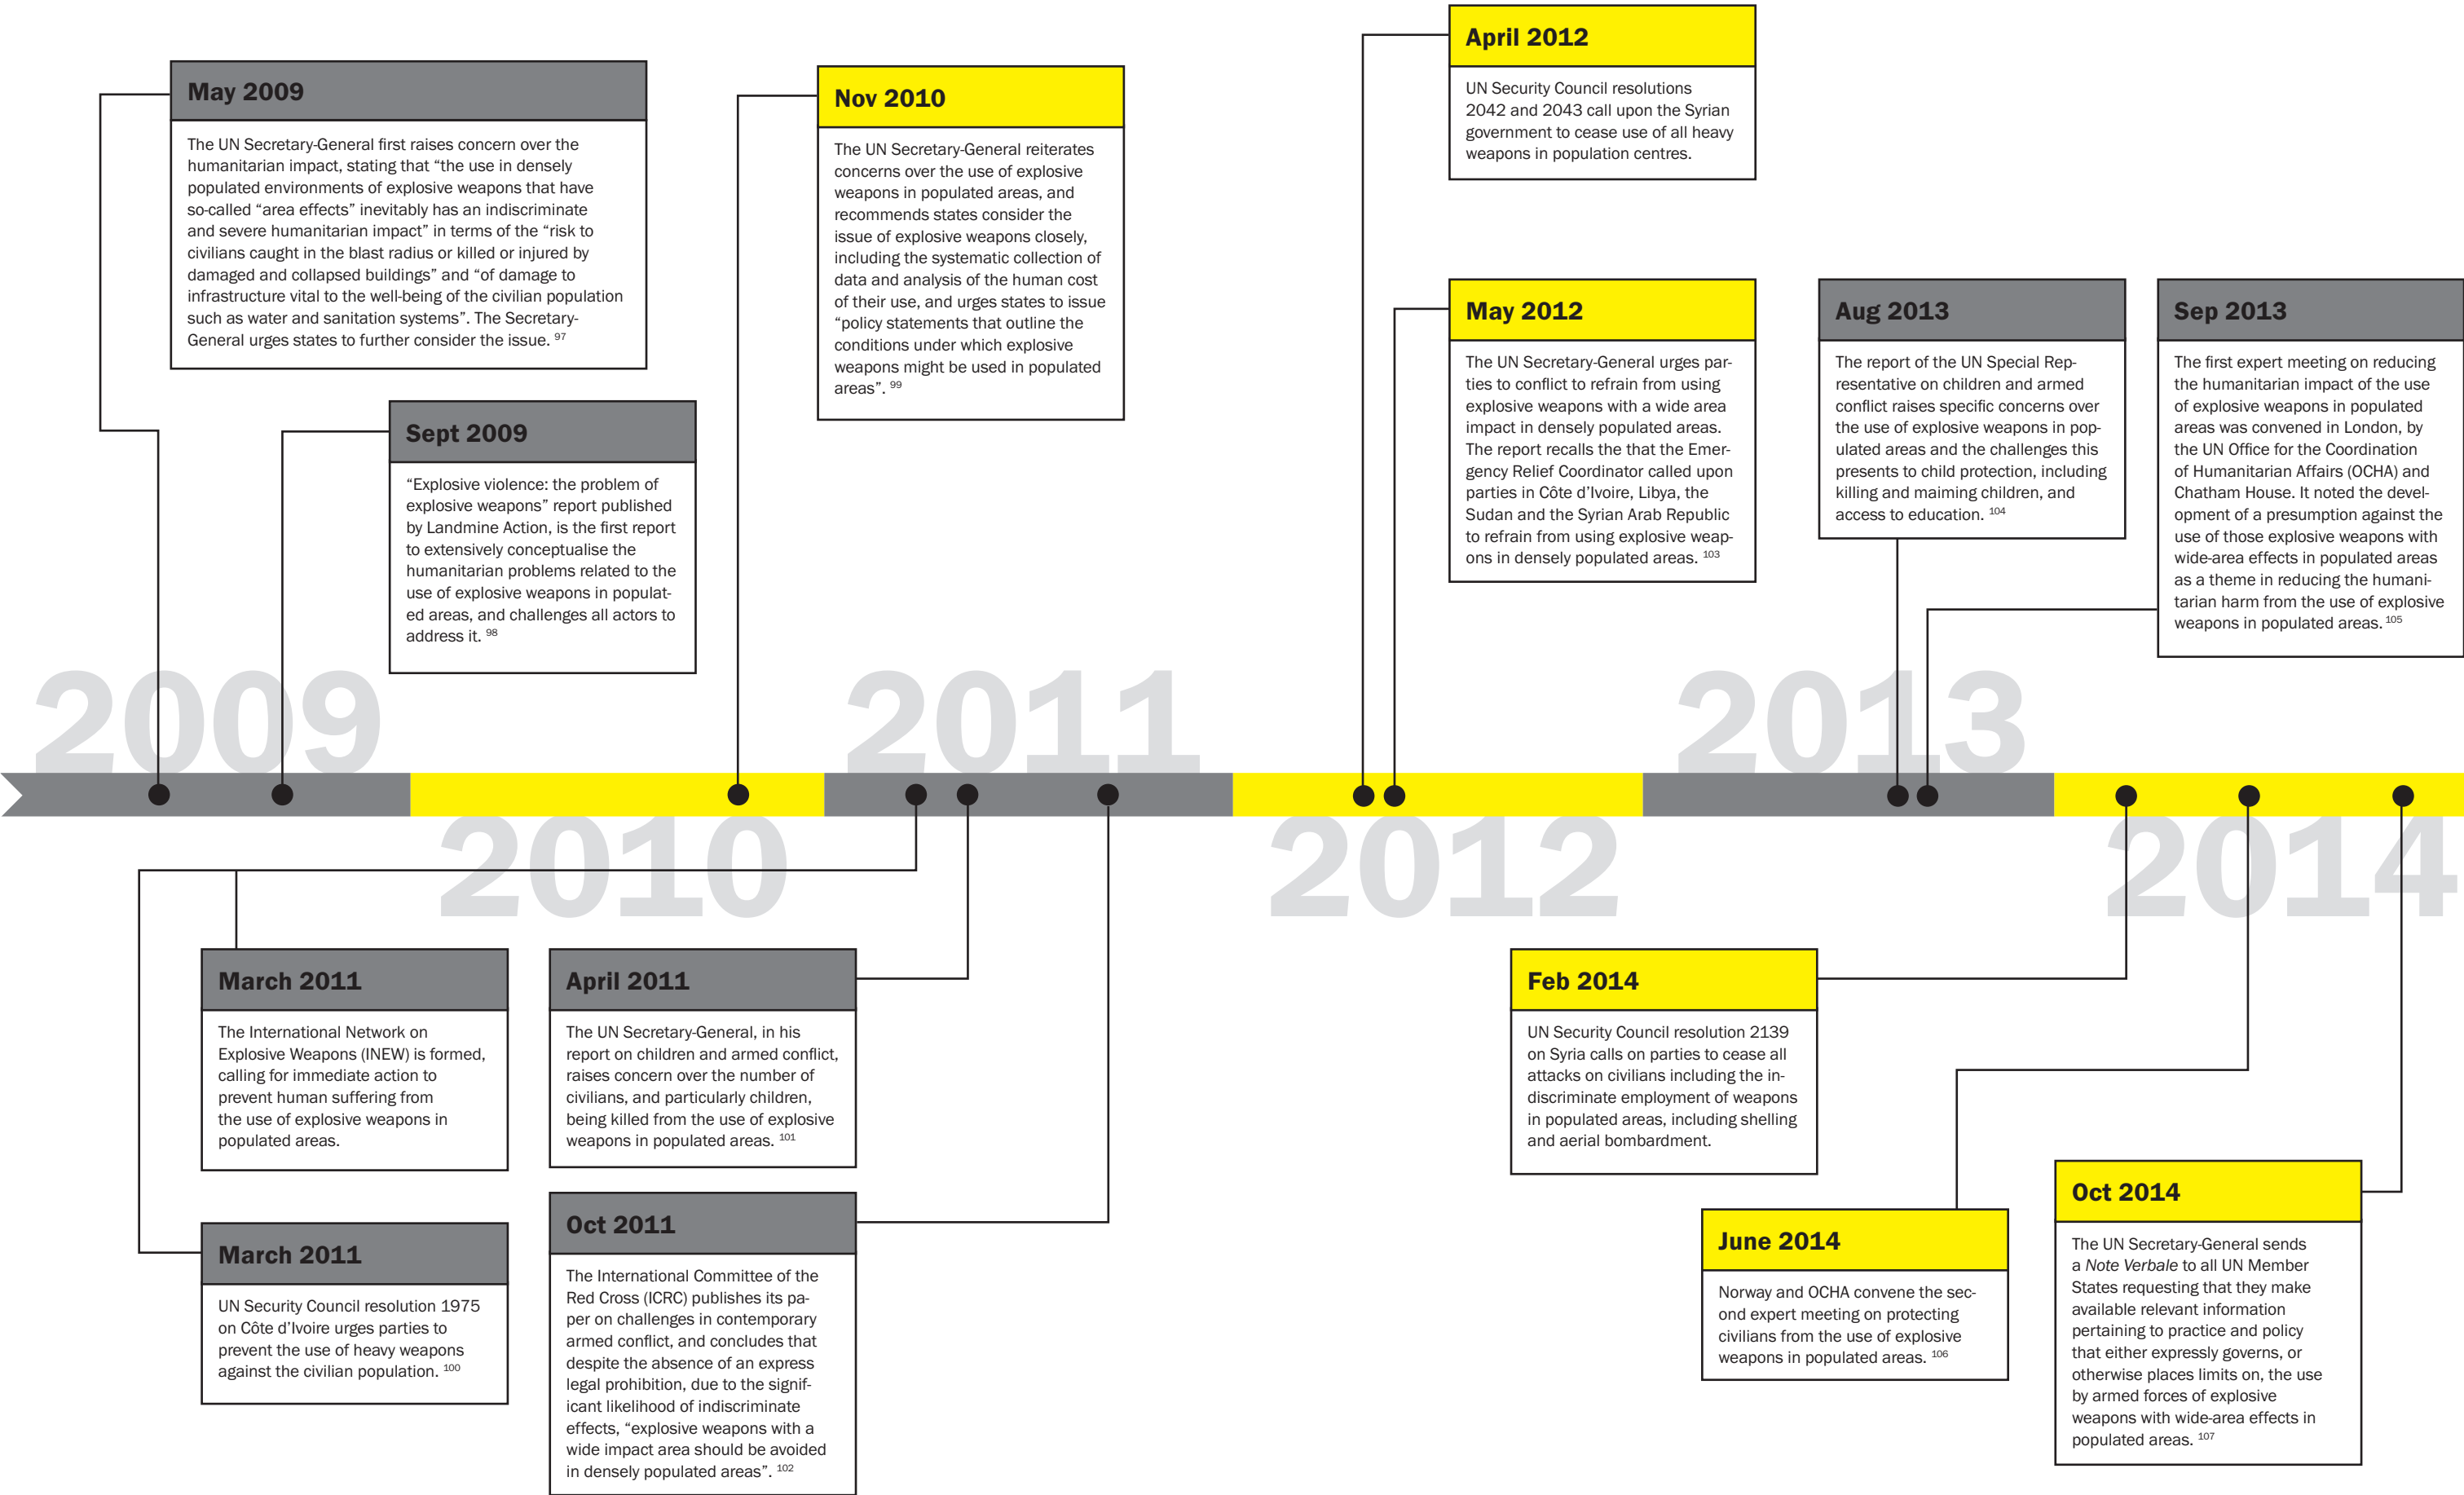 May 2009
The UN Secretary-General first raises concern over the
humanitarian impact, stating that “the use in densely
populated environments of explosive weapons that have
so-called “area effects” inevitably has an indiscriminate
and severe humanitarian impact” in terms of the “risk to
civilians caught in the blast radius or killed or injured by
damaged and collapsed buildings” and “of damage to
infrastructure vital to the well-being of the civilian population
such as water and sanitation systems”. The Secretary-
General urges states to further consider the issue. 97
Sept 2009
“Explosive violence: the problem of
explosive weapons” report published
by Landmine Action, is the first report
to extensively conceptualise the
humanitarian problems related to the
use of explosive weapons in populat-
ed areas, and challenges all actors to
address it. 98
Nov 2010
The UN Secretary-General reiterates
concerns over the use of explosive
weapons in populated areas, and
recommends states consider the
issue of explosive weapons closely,
including the systematic collection of
data and analysis of the human cost
of their use, and urges states to issue
“policy statements that outline the
conditions under which explosive
weapons might be used in populated
areas”. 99
April 2012
UN Security Council resolutions
2042 and 2043 call upon the Syrian
government to cease use of all heavy
weapons in population centres.
May 2012
The UN Secretary-General urges par-
ties to conflict to refrain from using
explosive weapons with a wide area
impact in densely populated areas.
The report recalls the that the Emer-
gency Relief Coordinator called upon
parties in Côte d’Ivoire, Libya, the
Sudan and the Syrian Arab Republic
to refrain from using explosive weap-
ons in densely populated areas. 103
Aug 2013
The report of the UN Special Rep-
resentative on children and armed
conflict raises specific concerns over
the use of explosive weapons in pop-
ulated areas and the challenges this
presents to child protection, including
killing and maiming children, and
access to education. 104
Sep 2013
The first expert meeting on reducing
the humanitarian impact of the use
of explosive weapons in populated
areas was convened in London, by
the UN Office for the Coordination
of Humanitarian Affairs (OCHA) and
Chatham House. It noted the devel-
opment of a presumption against the
use of those explosive weapons with
wide-area effects in populated areas
as a theme in reducing the humani-
tarian harm from the use of explosive
weapons in populated areas. 105
2009
2010
2011
2012
2013
2014
March 2011
The International Network on
Explosive Weapons (INEW) is formed,
calling for immediate action to
prevent human suffering from
the use of explosive weapons in
populated areas.
March 2011
UN Security Council resolution 1975
on Côte d’Ivoire urges parties to
prevent the use of heavy weapons
against the civilian population. 100
April 2011
The UN Secretary-General, in his
report on children and armed conflict,
raises concern over the number of
civilians, and particularly children,
being killed from the use of explosive
weapons in populated areas. 101
Oct 2011
The International Committee of the
Red Cross (ICRC) publishes its pa-
per on challenges in contemporary
armed conflict, and concludes that
despite the absence of an express
legal prohibition, due to the signif-
icant likelihood of indiscriminate
effects, “explosive weapons with a
wide impact area should be avoided
in densely populated areas”. 102
Feb 2014
UN Security Council resolution 2139
on Syria calls on parties to cease all
attacks on civilians including the in-
discriminate employment of weapons
in populated areas, including shelling
and aerial bombardment.
June 2014
Norway and OCHA convene the sec-
ond expert meeting on protecting
civilians from the use of explosive
weapons in populated areas. 106
Oct 2014
The UN Secretary-General sends
a Note Verbale to all UN Member
States requesting that they make
available relevant information
pertaining to practice and policy
that either expressly governs, or
otherwise places limits on, the use
by armed forces of explosive
weapons with wide-area effects in
populated areas. 107